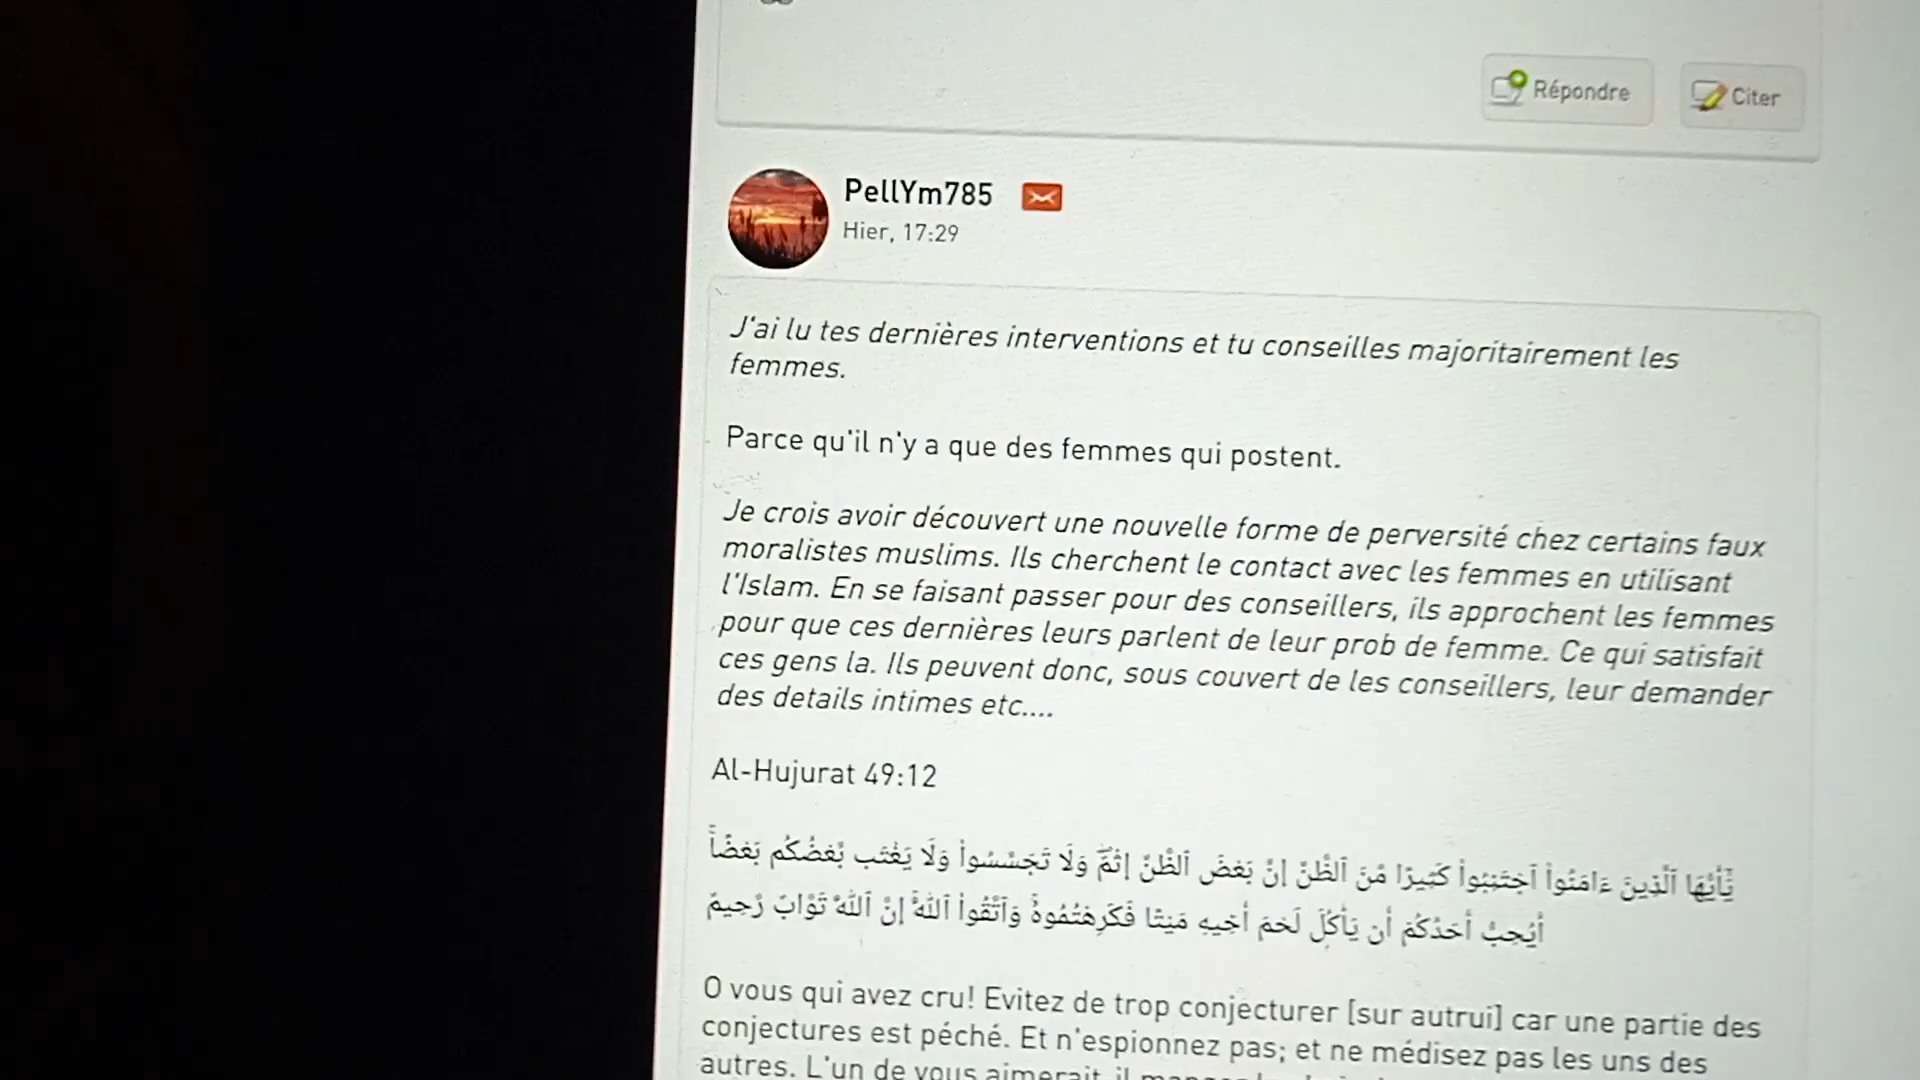 Répondre
Citer
PellYm785
Hier, 17:29
J'ai lu tes dernières interventions et tu conseilles majoritairement les
femmes.
Parce qu'il n'y a que des femmes qui postent.
Je crois avoir découvert une nouvelle forme de perversité chez certains faux
moralistes muslims. Ils cherchent le contact avec les femmes en utilisant
l'Islam. En se faisant passer pour des conseillers, ils approchent les femmes
pour que ces dernières leurs parlent de leur prob de femme. Ce qui satisfait
ces gens la. Ils peuvent donc, sous couvert de les conseillers, leur demander
des details intimes etc....
Al-Hujurat 49:12
يَٰٓأَيُّهَا ٱلَّذِينَ ءَامَنُواْ ٱجۡتَنِبُواْ كَثِيرٗا مِّنَ ٱلظَّنِّ إِنَّ بَعۡضَ ٱلظَّنِّ إِثۡمٞۖ وَلَا تَجَسَّسُواْ وَلَا يَغۡتَب بَّعۡضُكُم بَعۡضًاۚ
أَيُحِبُّ أَحَدُكُمۡ أَن يَأۡكُلَ لَحۡمَ أَخِيهِ مَيۡتٗا فَكَرِهۡتُمُوهُۚ وَٱتَّقُواْ ٱللَّهَۚ إِنَّ ٱللَّهَ تَوَّابٞ رَّحِيمٞ
O vous qui avez cru! Evitez de trop conjecturer [sur autrui] car une partie des
conjectures est péché. Et n'espionnez pas; et ne médisez pas les uns des
autres. L'un de vous aimerait-il